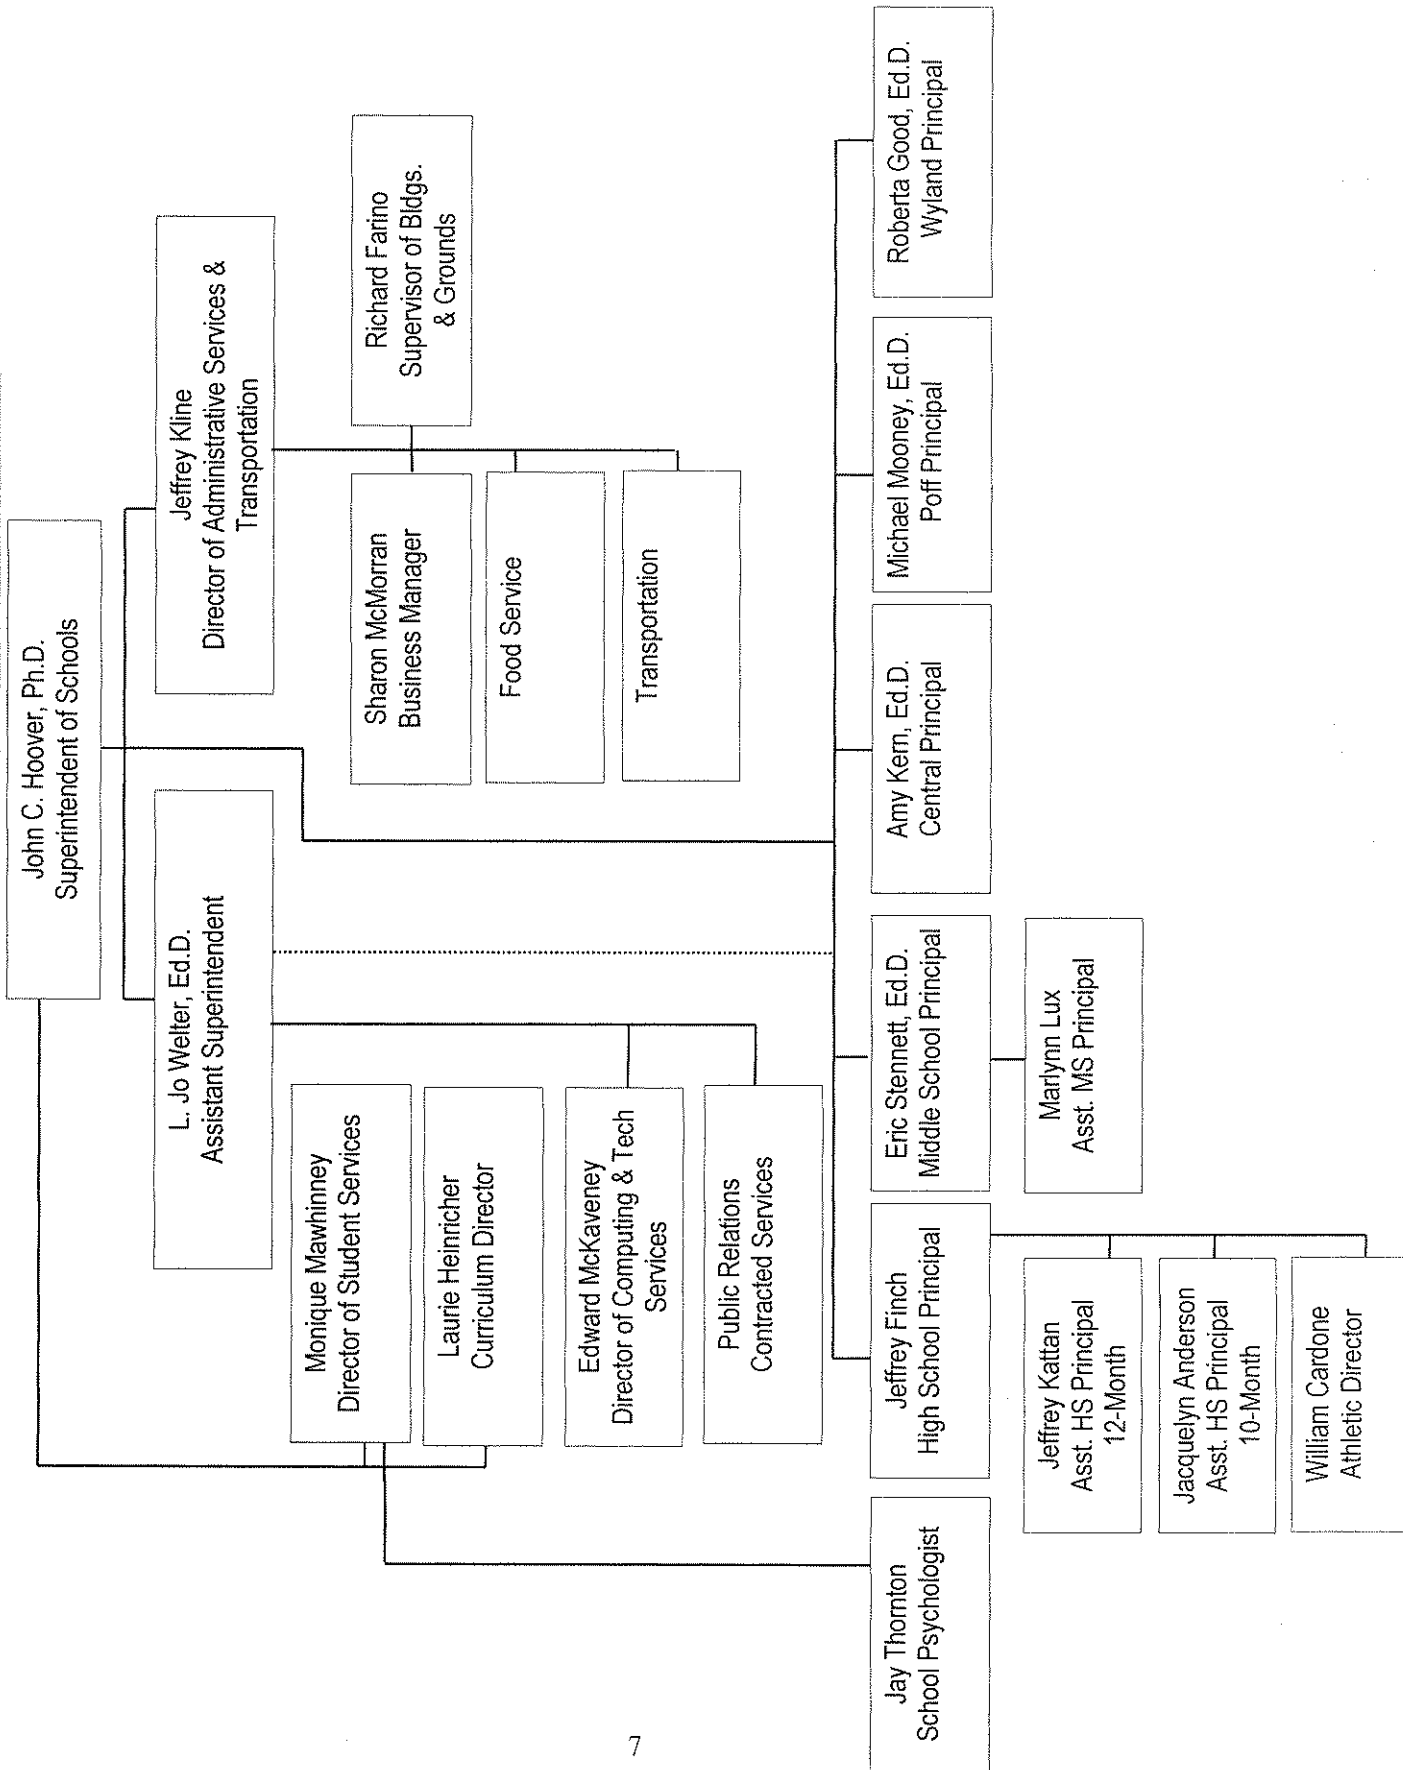 John C. Hoover, Ph.D.
Superintendent of Schools
L. Jo Welter, Ed.D.
Assistant Superintendent
Jeffrey Kline
Director of Administrative Services &
Transportation
Monique Mawhinney
Director of Student Services
Laurie Heinricher
Curriculum Director
Edward McKaveney
Director of Computing & Tech
Services
Public Relations
Contracted Services
Sharon McMorran
Business Manager
Richard Farino
Supervisor of Bldgs.
& Grounds
Food Service
Transportation
Jay Thornton
School Psychologist
Jeffrey Finch
High School Principal
Eric Stennett, Ed.D.
Middle School Principal
Amy Kern, Ed.D.
Central Principal
Michael Mooney, Ed.D.
Poff Principal
Roberta Good, Ed.D.
Wyland Principal
Jeffrey Kattan
Asst. HS Principal
12-Month
Jacquelyn Anderson
Asst. HS Principal
10-Month
William Cardone
Athletic Director
Marlynn Lux
Asst. MS Principal
7